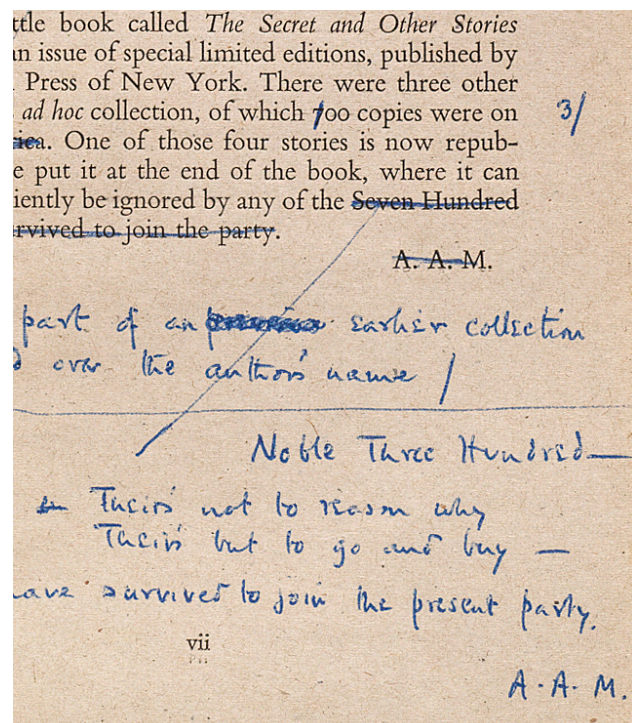 ttle book called The Secret and Other Stories
an issue of special limited editions, published by
Press of New York. There were three other
ad hoc collection, of which 700 copies were on 3/
ica. One of those four stories is now repub-
e put it at the end of the book, where it can
iently be ignored by any of the Seven Hundred
rvived to join the party.
A. A. M.
part of an earlier collection
over the author's name /
Noble Three Hundred—
Theirs not to reason why
Theirs but to go and buy —
have survived to join the present party.
vii
A. A. M.